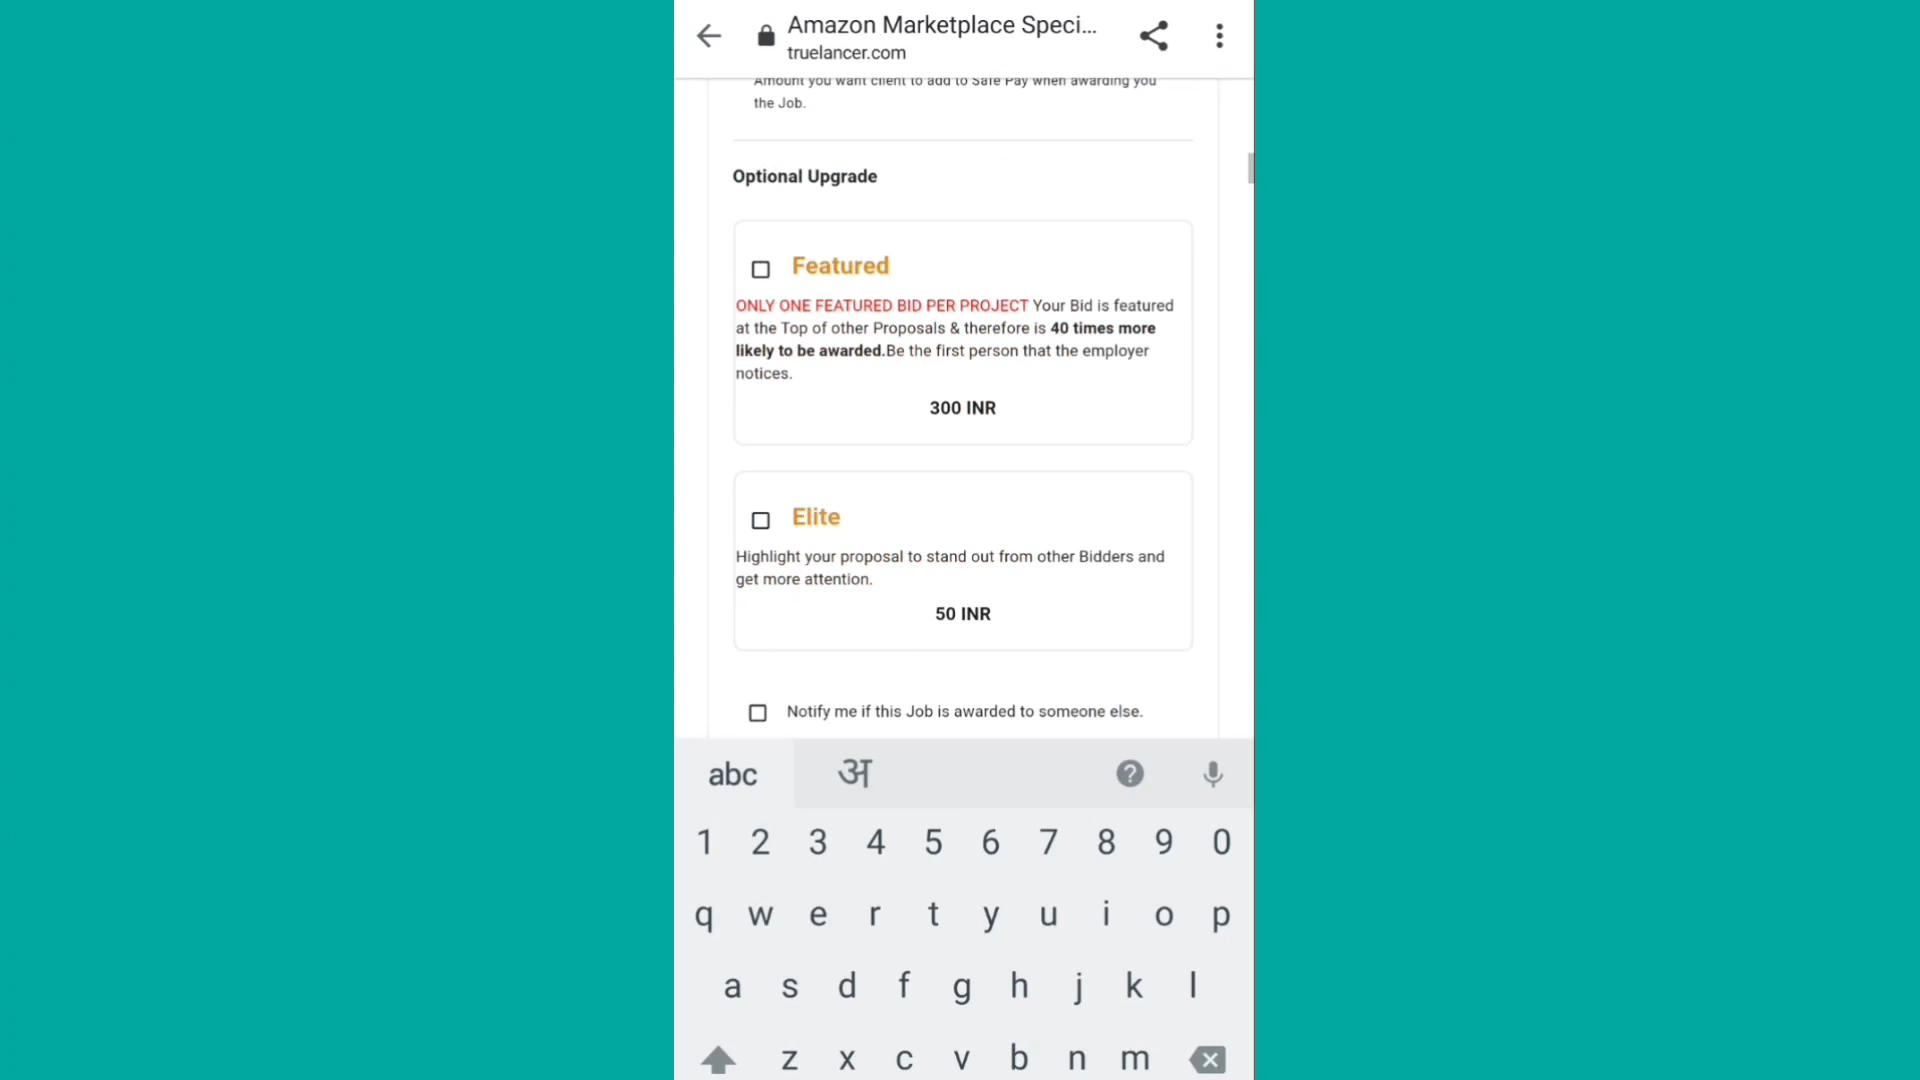 Amazon Marketplace Speci...
truelancer.com
Amount you want client to add to Safe Pay when awarding you
the Job.
Optional Upgrade
Featured
ONLY ONE FEATURED BID PER PROJECT Your Bid is featured
at the Top of other Proposals & therefore is 40 times more
likely to be awarded.Be the first person that the employer
notices.
300 INR
Elite
Highlight your proposal to stand out from other Bidders and
get more attention.
50 INR
Notify me if this Job is awarded to someone else.
abc अ
1 2 3 4 5 6 7 8 9 0
q w e r t y u i o p
a s d f g h j k l
z x c v b n m